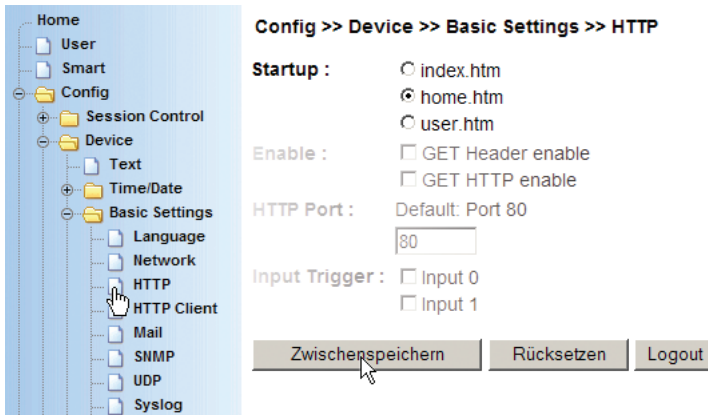 Home
User
Smart
Config
Session Control
Device
Text
Time/Date
Basic Settings
Language
Network
HTTP
HTTP Client
Mail
SNMP
UDP
Syslog
Config >> Device >> Basic Settings >> HTTP
Startup :
index.htm
home.htm
user.htm
Enable :
GET Header enable
GET HTTP enable
HTTP Port :
Default: Port 80
80
Input Trigger :
Input 0
Input 1
Zwischenspeichern
Rücksetzen
Logout